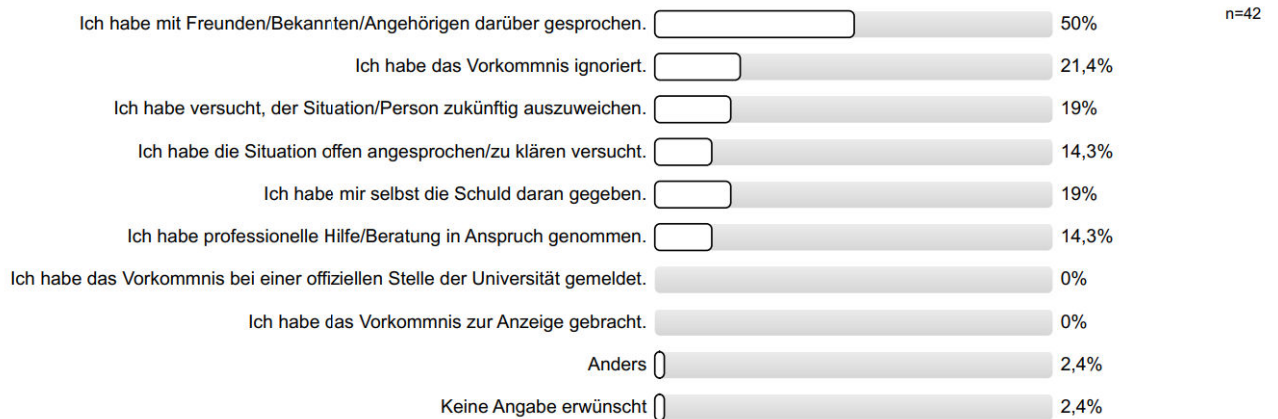 Ich habe mit Freunden/Bekannten/Angehörigen darüber gesprochen. 50% n=42
Ich habe das Vorkommnis ignoriert. 21,4%
Ich habe versucht, der Situation/Person zukünftig auszuweichen. 19%
Ich habe die Situation offen angesprochen/zu klären versucht. 14,3%
Ich habe mir selbst die Schuld daran gegeben. 19%
Ich habe professionelle Hilfe/Beratung in Anspruch genommen. 14,3%
Ich habe das Vorkommnis bei einer offiziellen Stelle der Universität gemeldet. 0%
Ich habe das Vorkommnis zur Anzeige gebracht. 0%
Anders 2,4%
Keine Angabe erwünscht 2,4%